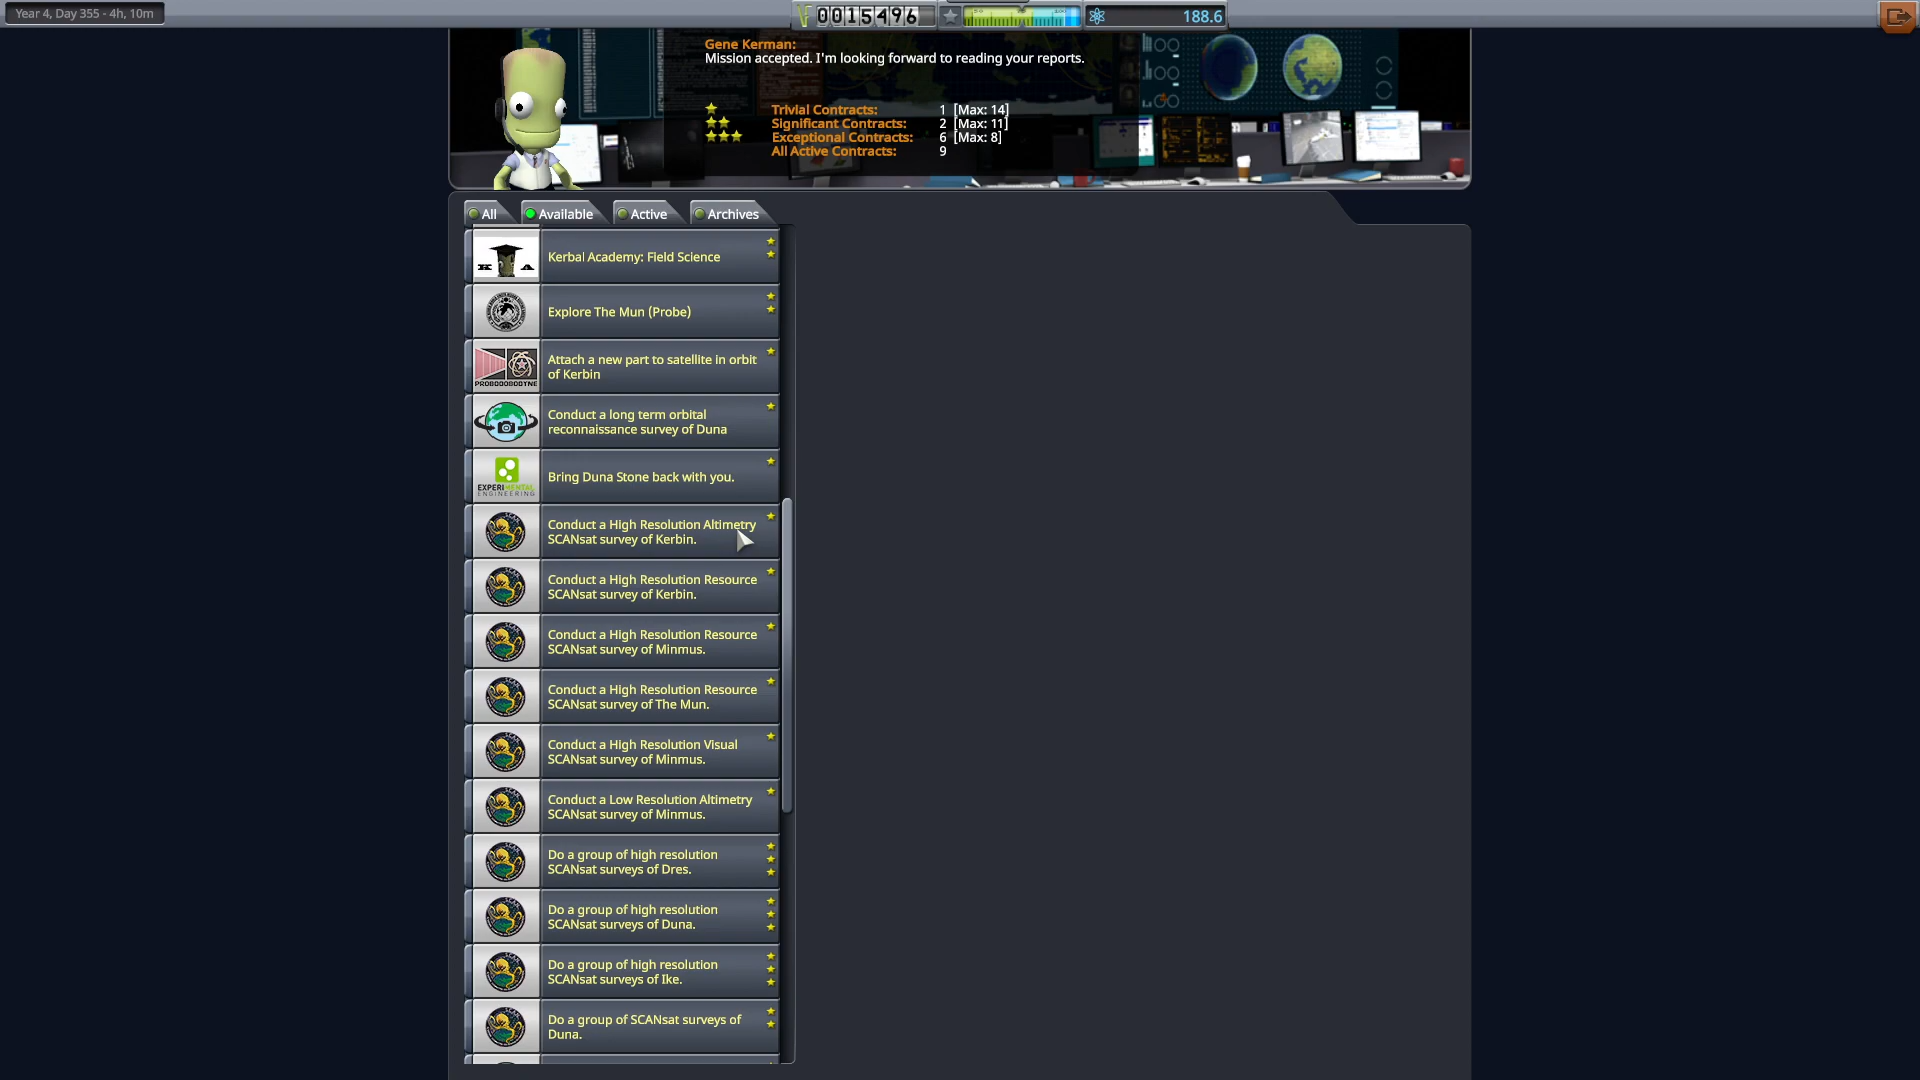 Year 4, Day 355 - 4h, 10m
0015496
188.6
Gene Kerman:
Mission accepted. I'm looking forward to reading your reports.
Trivial Contracts: 1 [Max: 14]
Significant Contracts: 2 [Max: 11]
Exceptional Contracts: 6 [Max: 8]
All Active Contracts: 9
All
Available
Active
Archives
K A
Kerbal Academy: Field Science
Explore The Mun (Probe)
PROBODOBODYNE
Attach a new part to satellite in orbit
of Kerbin
Conduct a long term orbital
reconnaissance survey of Duna
EXPERIMENTAL
ENGINEERING
Bring Duna Stone back with you.
Conduct a High Resolution Altimetry
SCANsat survey of Kerbin.
Conduct a High Resolution Resource
SCANsat survey of Kerbin.
Conduct a High Resolution Resource
SCANsat survey of Minmus.
Conduct a High Resolution Resource
SCANsat survey of The Mun.
Conduct a High Resolution Visual
SCANsat survey of Minmus.
Conduct a Low Resolution Altimetry
SCANsat survey of Minmus.
Do a group of high resolution
SCANsat surveys of Dres.
Do a group of high resolution
SCANsat surveys of Duna.
Do a group of high resolution
SCANsat surveys of Ike.
Do a group of SCANsat surveys of
Duna.